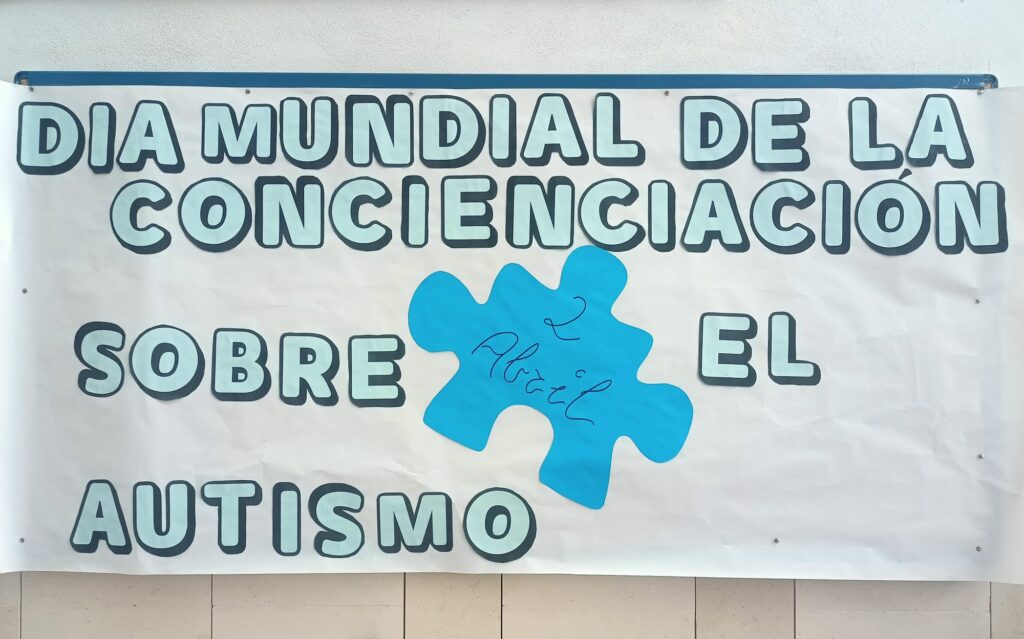 DIA MUNDIAL DE LA
CONCIENCIACIÓN
SOBRE EL
2
Abril
AUTISMO